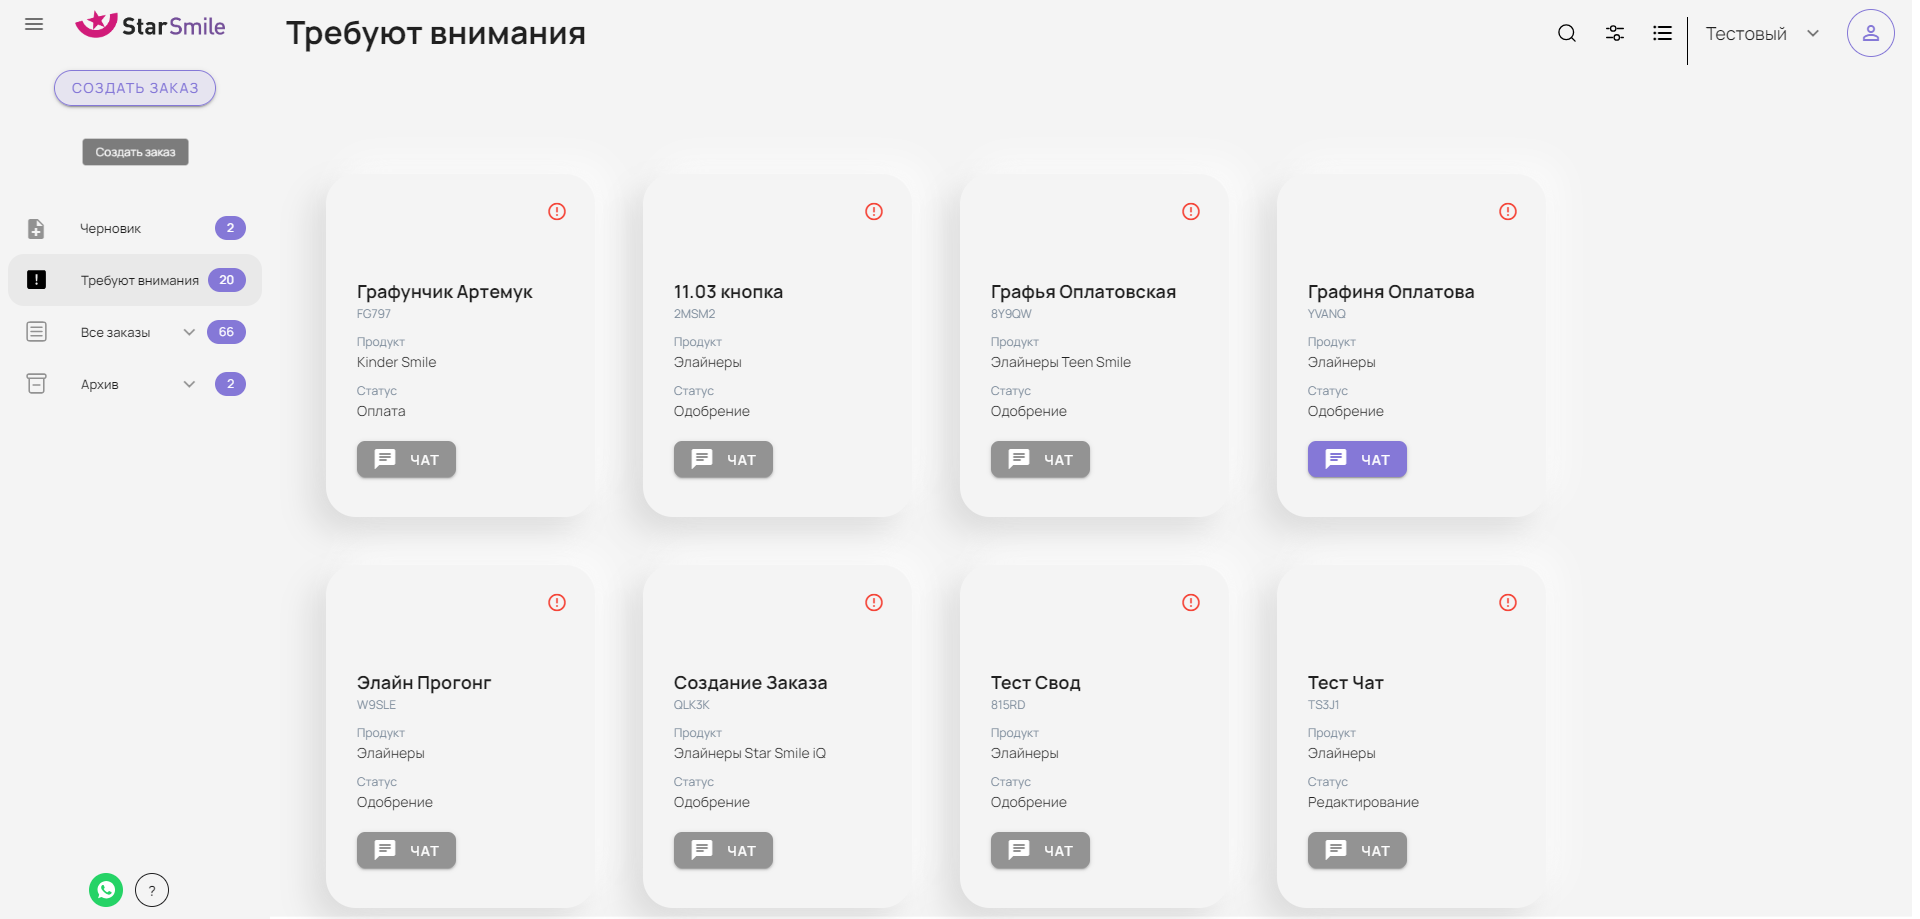 StarSmile
Требуют внимания
Тестовый
СОЗДАТЬ ЗАКАЗ
Создать заказ
Черновик 2
Требуют внимания 20
Все заказы 66
Архив 2
Графунчик Артемук
FG797
Продукт
Kinder Smile
Статус
Оплата
ЧАТ
11.03 кнопка
2MSM2
Продукт
Элайнеры
Статус
Одобрение
ЧАТ
Графья Оплатовская
8Y9QW
Продукт
Элайнеры Teen Smile
Статус
Одобрение
ЧАТ
Графиня Оплатова
YVANQ
Продукт
Элайнеры
Статус
Одобрение
ЧАТ
Элайн Прогонг
W9SLE
Продукт
Элайнеры
Статус
Одобрение
ЧАТ
Создание Заказа
QLK3K
Продукт
Элайнеры Star Smile iQ
Статус
Одобрение
ЧАТ
Тест Свод
815RD
Продукт
Элайнеры
Статус
Одобрение
ЧАТ
Тест Чат
TS3J1
Продукт
Элайнеры
Статус
Редактирование
ЧАТ
?